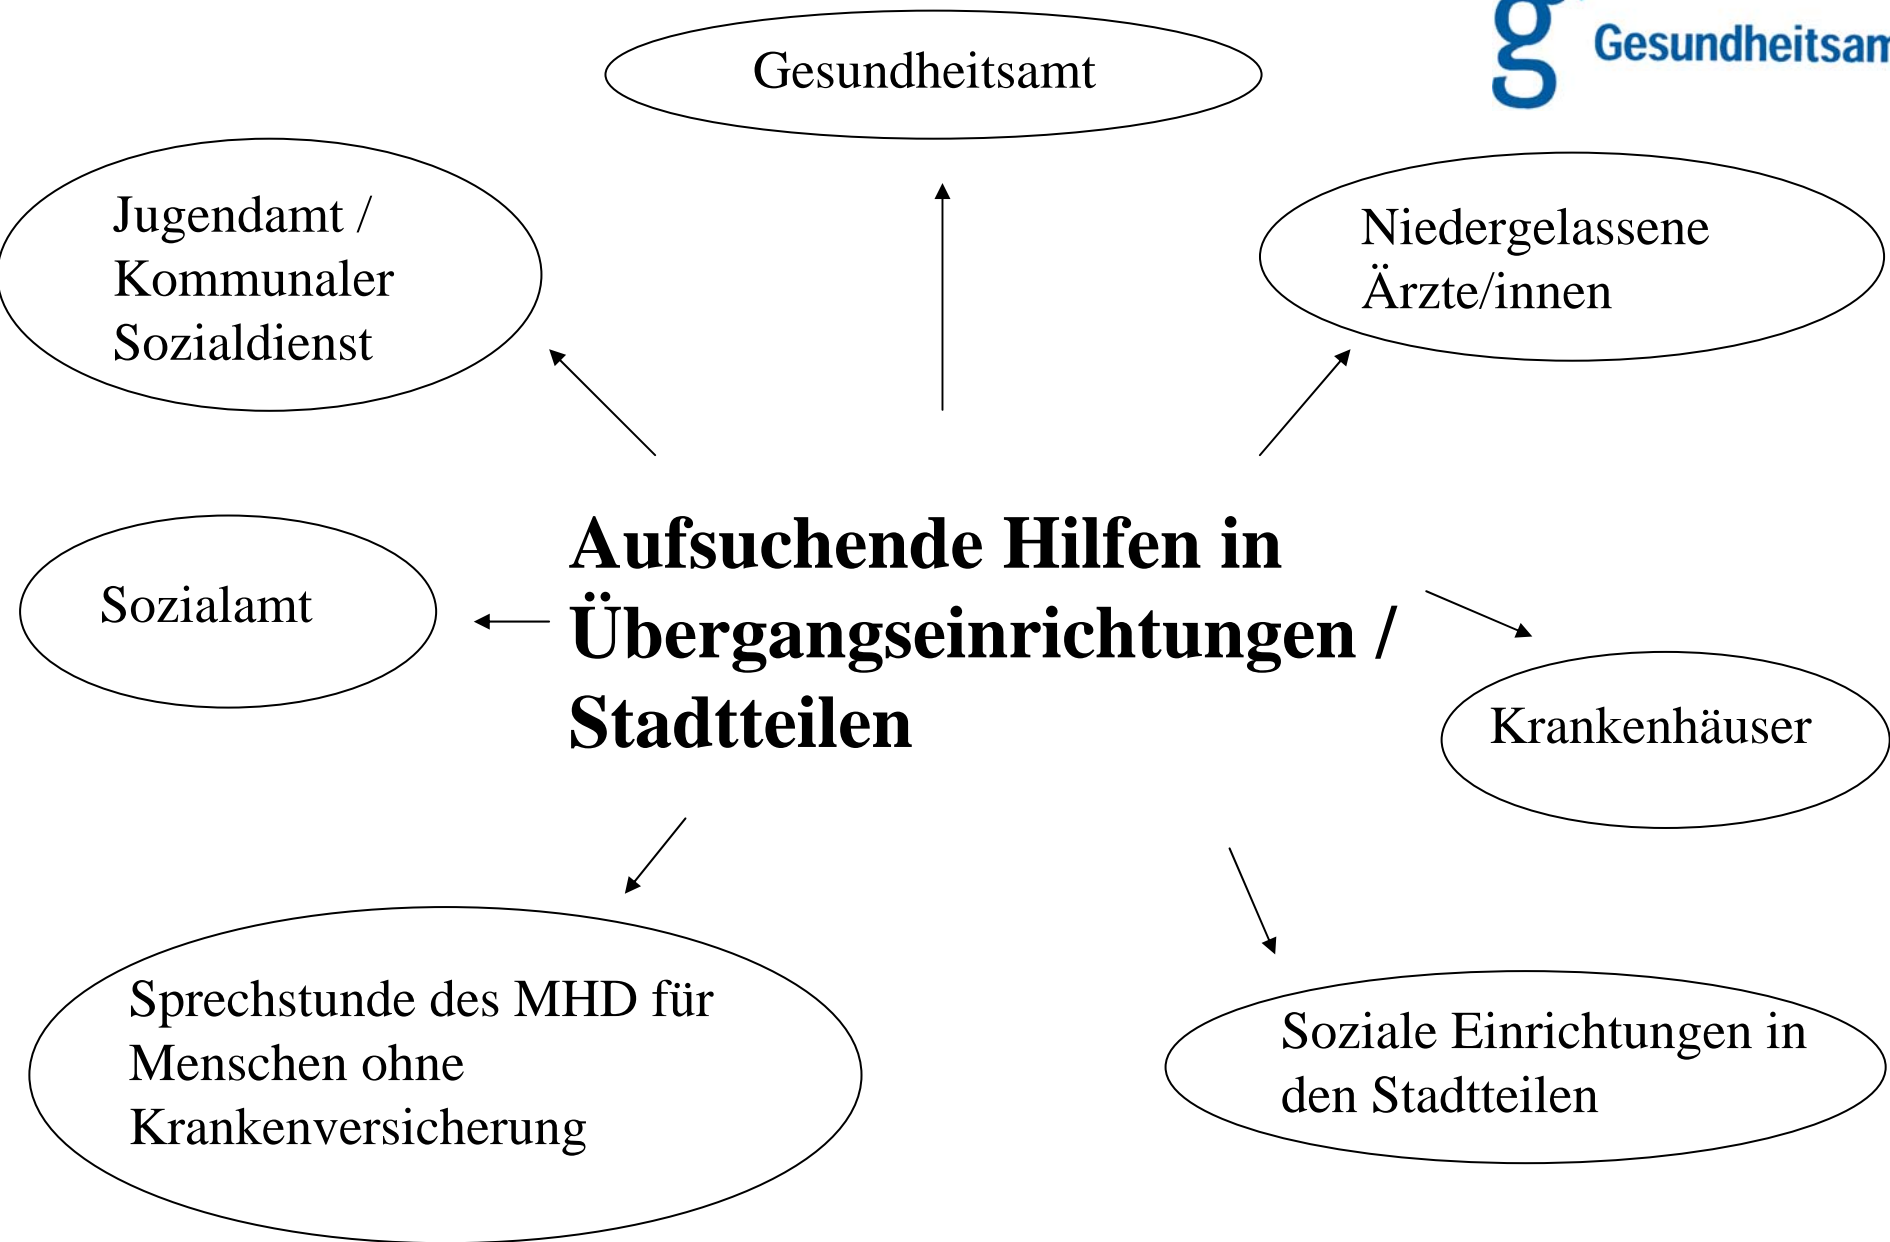 g
Gesundheitsam
Gesundheitsamt
Jugendamt /
Kommunaler
Sozialdienst
Niedergelassene
Ärzte/innen
Aufsuchende Hilfen in
Übergangseinrichtungen /
Stadtteilen
Sozialamt
Krankenhäuser
Sprechstunde des MHD für
Menschen ohne
Krankenversicherung
Soziale Einrichtungen in
den Stadtteilen